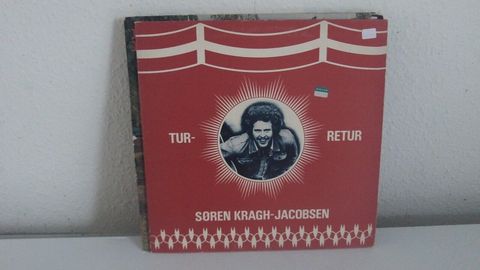 TUR- RETUR
SØREN KRAGH-JACOBSEN